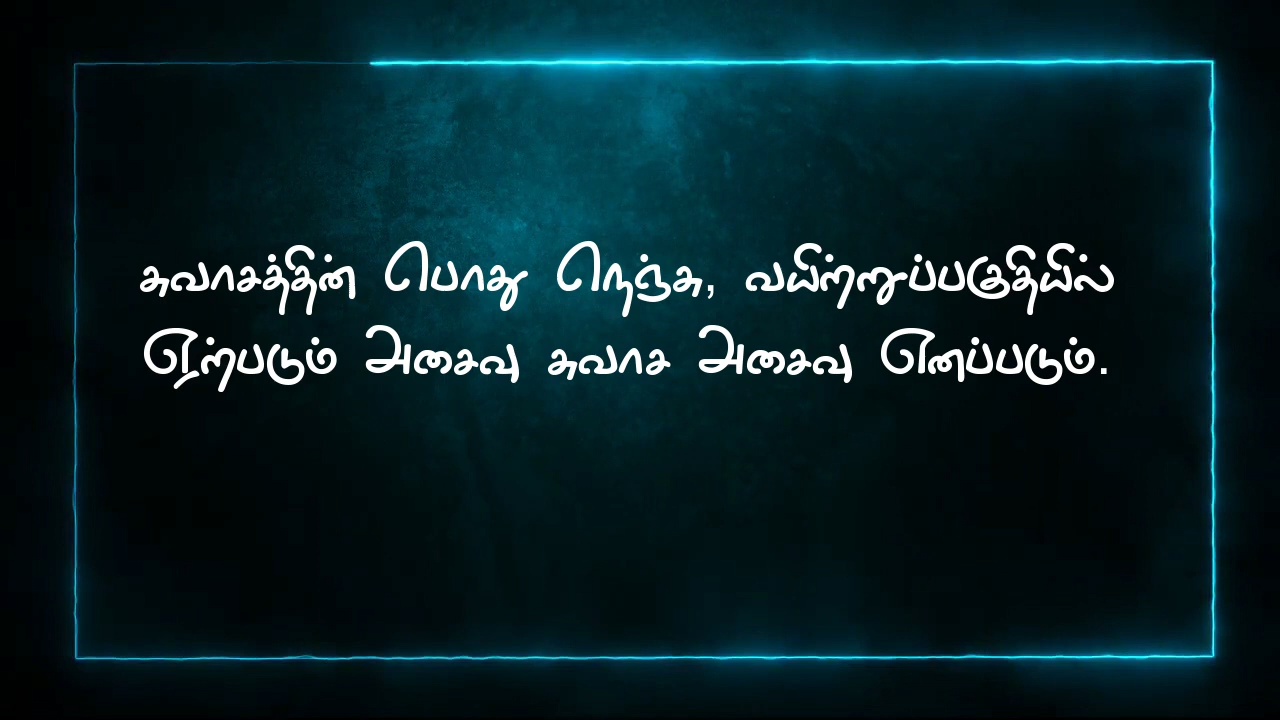 சுவாசத்தின் பொது நெஞ்சு, வயிற்றுப்பகுதியில்
ஏற்படும் அசைவு சுவாச அசைவு எனப்படும்.